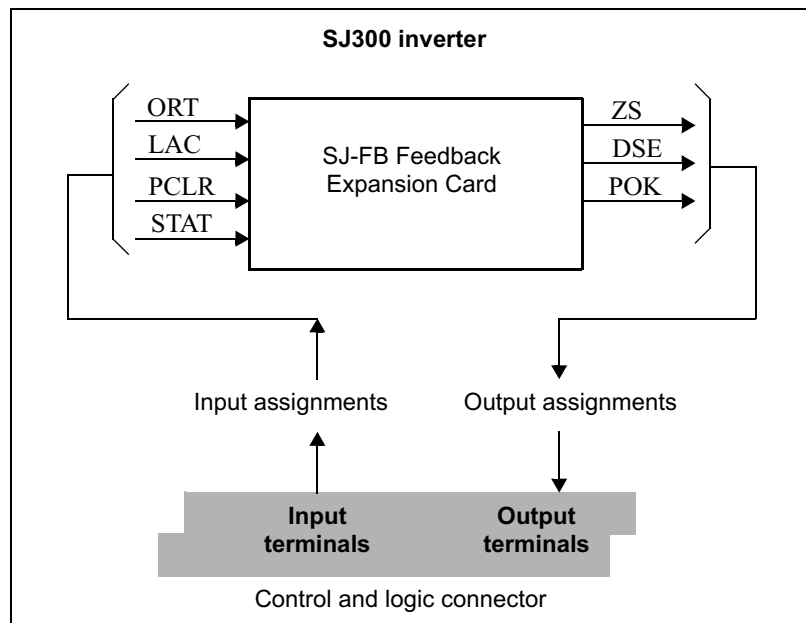 SJ300 inverter
ORT
LAC
PCLR
STAT
SJ-FB Feedback
Expansion Card
ZS
DSE
POK
Input assignments
Output assignments
Input
terminals
Output
terminals
Control and logic connector